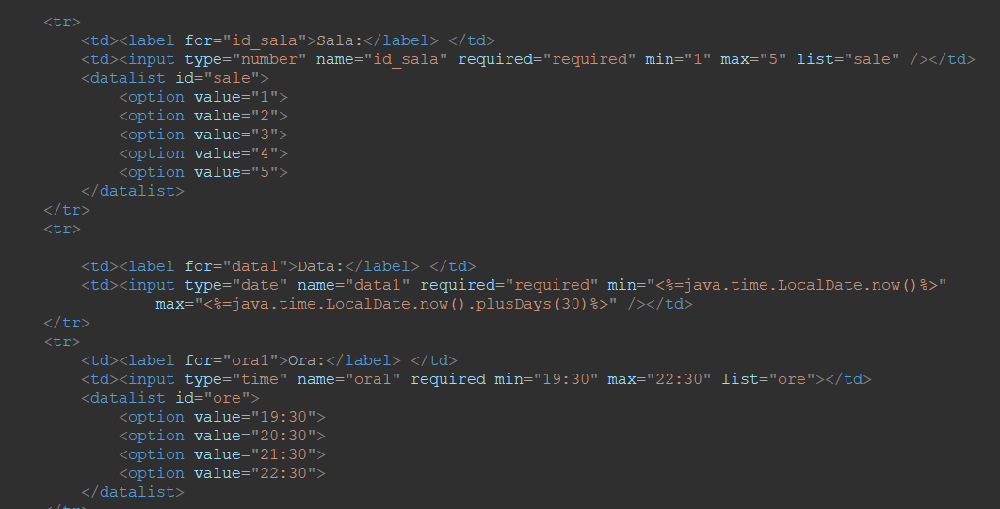 <tr>
<td><label for="id_sala">Sala:</label> </td>
<td><input type="number" name="id_sala" required="required" min="1" max="5" list="sale" /></td>
<datalist id="sale">
<option value="1">
<option value="2">
<option value="3">
<option value="4">
<option value="5">
</datalist>
</tr>
<tr>
<td><label for="data1">Data:</label> </td>
<td><input type="date" name="data1" required="required" min="<%=java.time.LocalDate.now()%>"
max="<%=java.time.LocalDate.now().plusDays(30)%>" /></td>
</tr>
<tr>
<td><label for="ora1">Ora:</label> </td>
<td><input type="time" name="ora1" required min="19:30" max="22:30" list="ore"></td>
<datalist id="ore">
<option value="19:30">
<option value="20:30">
<option value="21:30">
<option value="22:30">
</datalist>
</tr>